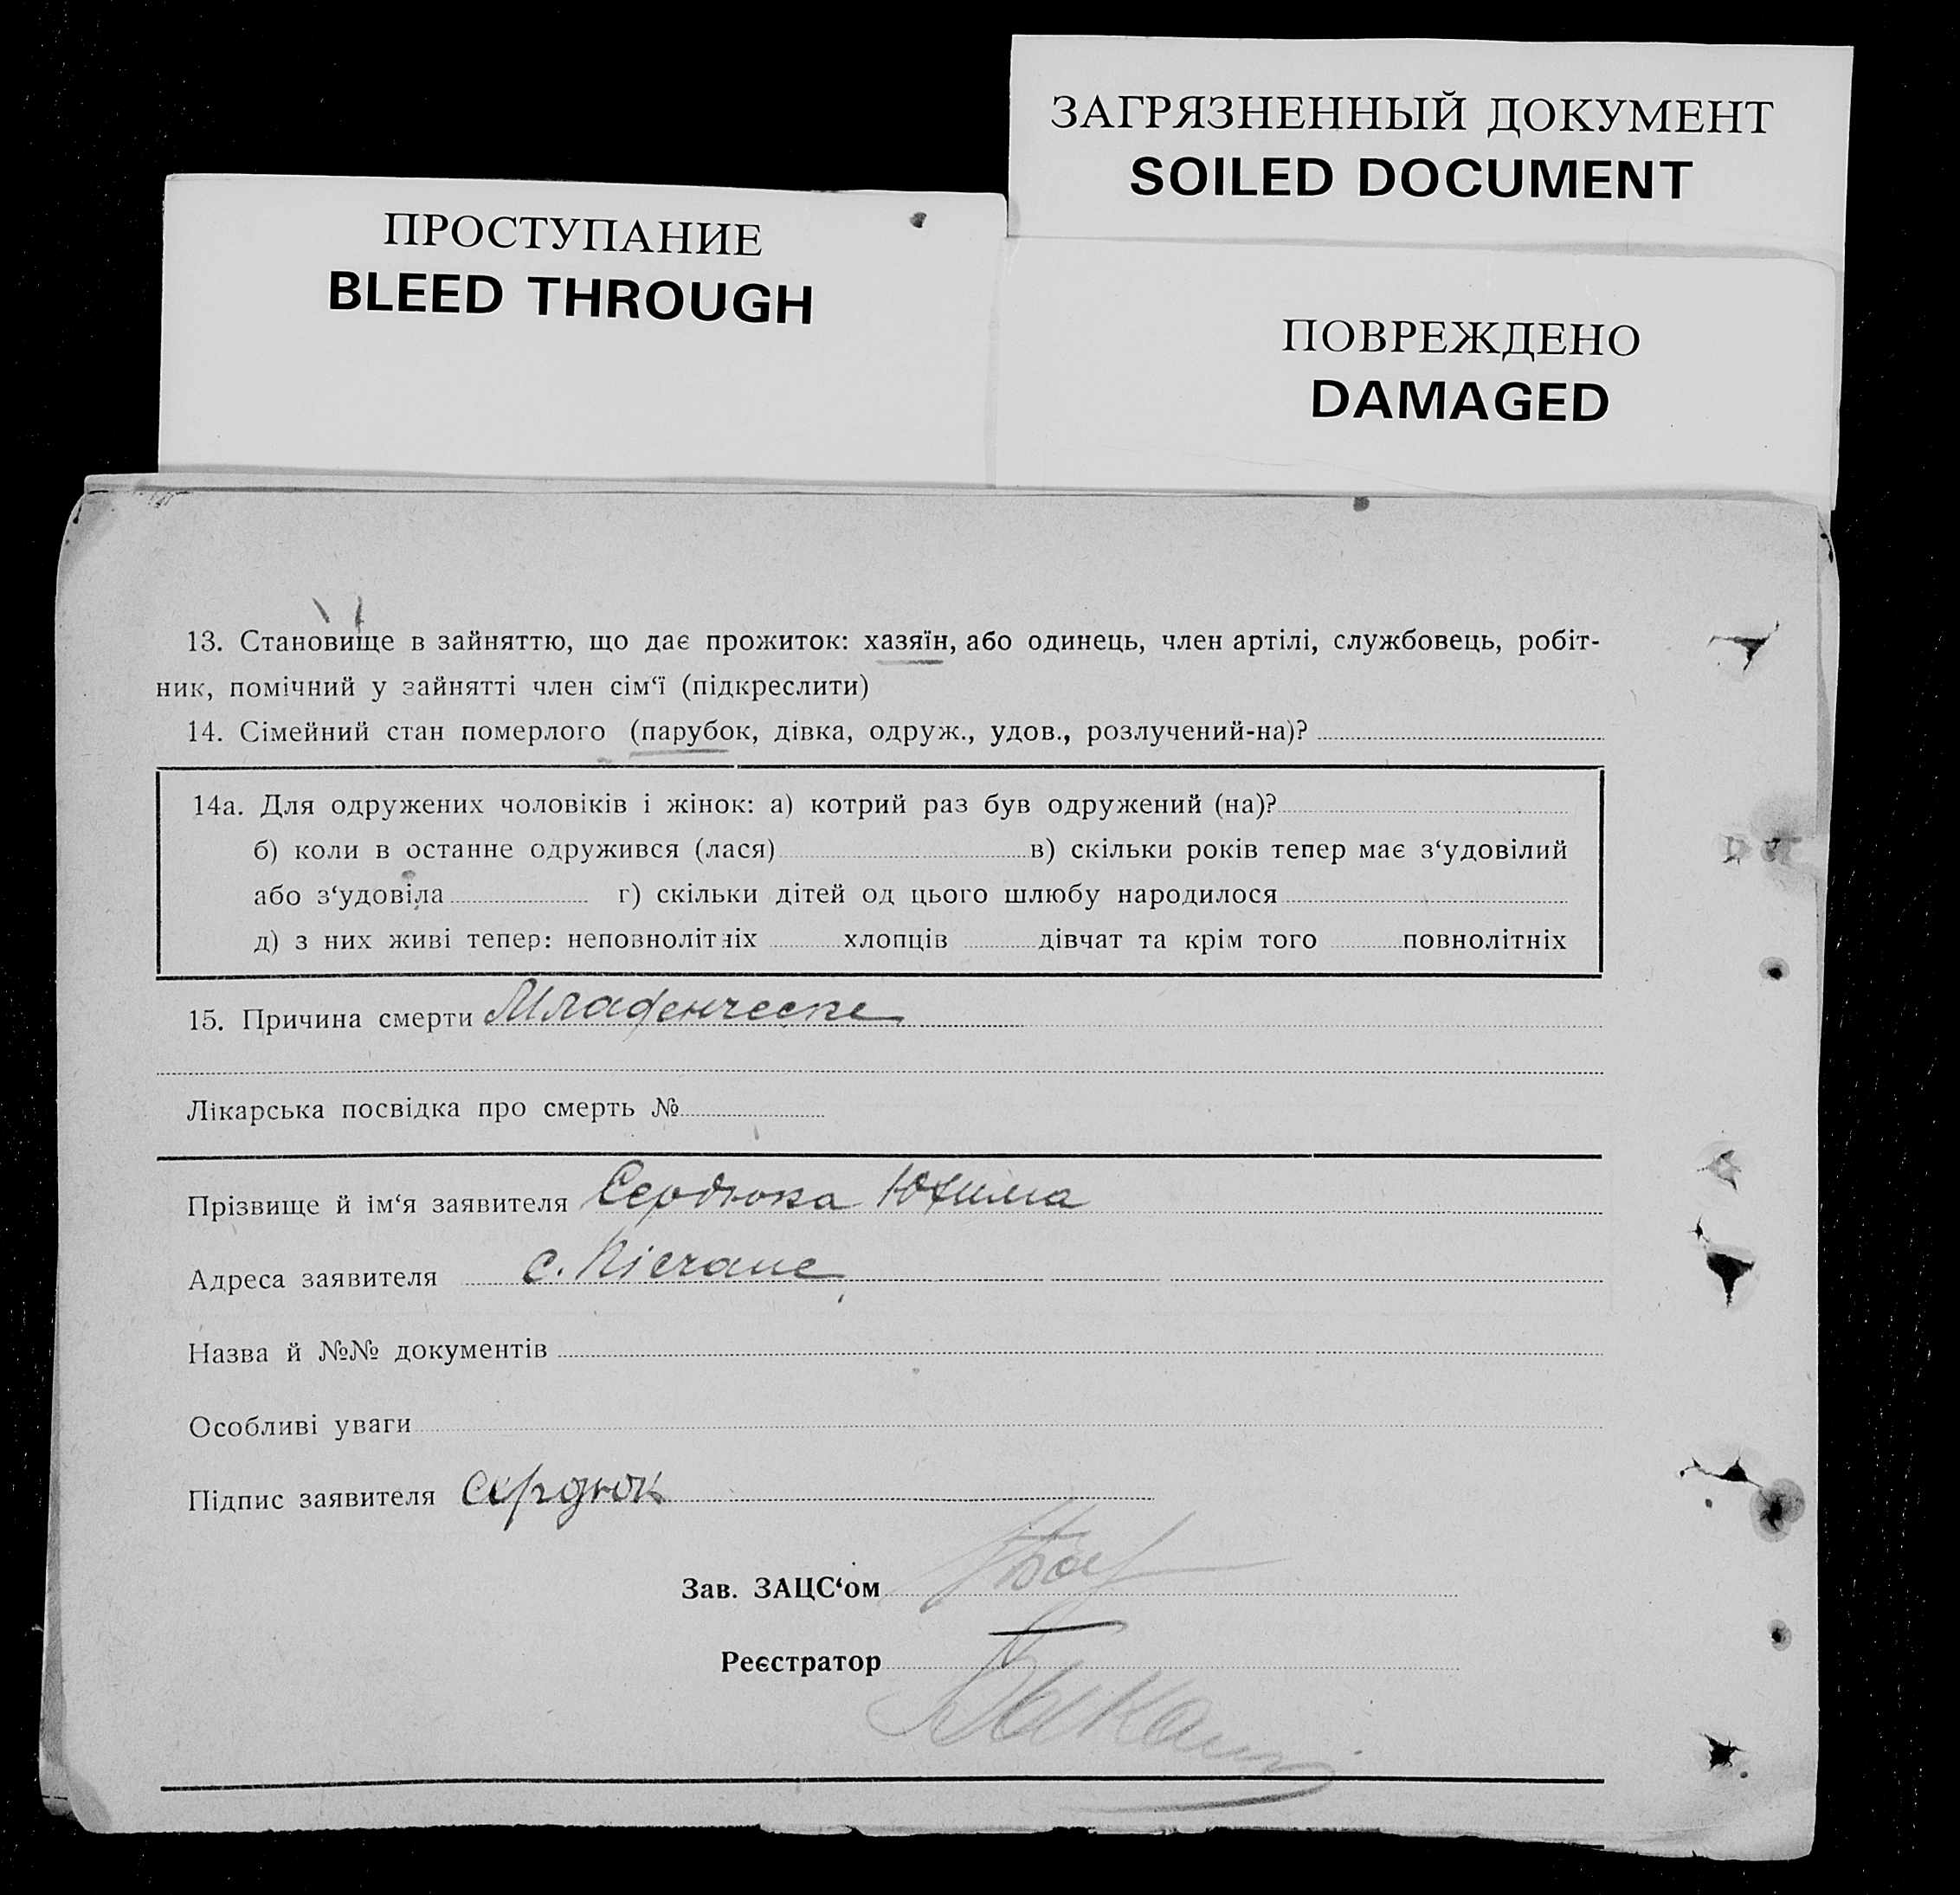 ЗАГРЯЗНЕННЫЙ ДОКУМЕНТ
SOILED DOCUMENT
ПРОСТУПАНИЕ
BLEED THROUGH
ПОВРЕЖДЕНО
DAMAGED
13. Становище в зайняттю, що дає прожиток: хазяїн, або одинець, член артілі, службовець, робіт-
ник, помічний у зайнятті член сім‘ї (підкреслити)
14. Сімейний стан померлого (парубок, дівка, одруж., удов., розлучений-на)?
14а. Для одружених чоловіків і жінок: а) котрий раз був одружений (на)?
б) коли в останне одружився (лася) в) скільки років тепер має з‘удовілий
або з‘удовіла г) скільки дітей од цього шлюбу народилося
д) з них живі тепер: неповнолітніх хлопців дівчат та крім того повнолітніх
15. Причина смерти Младенческе
Лікарська посвідка про смерть №
Прізвище й ім‘я заявителя Сердюка Юхима
Адреса заявителя с. Пісчане
Назва й №№ документів
Особливі уваги
Підпис заявителя Сердюк
Зав. ЗАЦС‘ом
Реєстратор